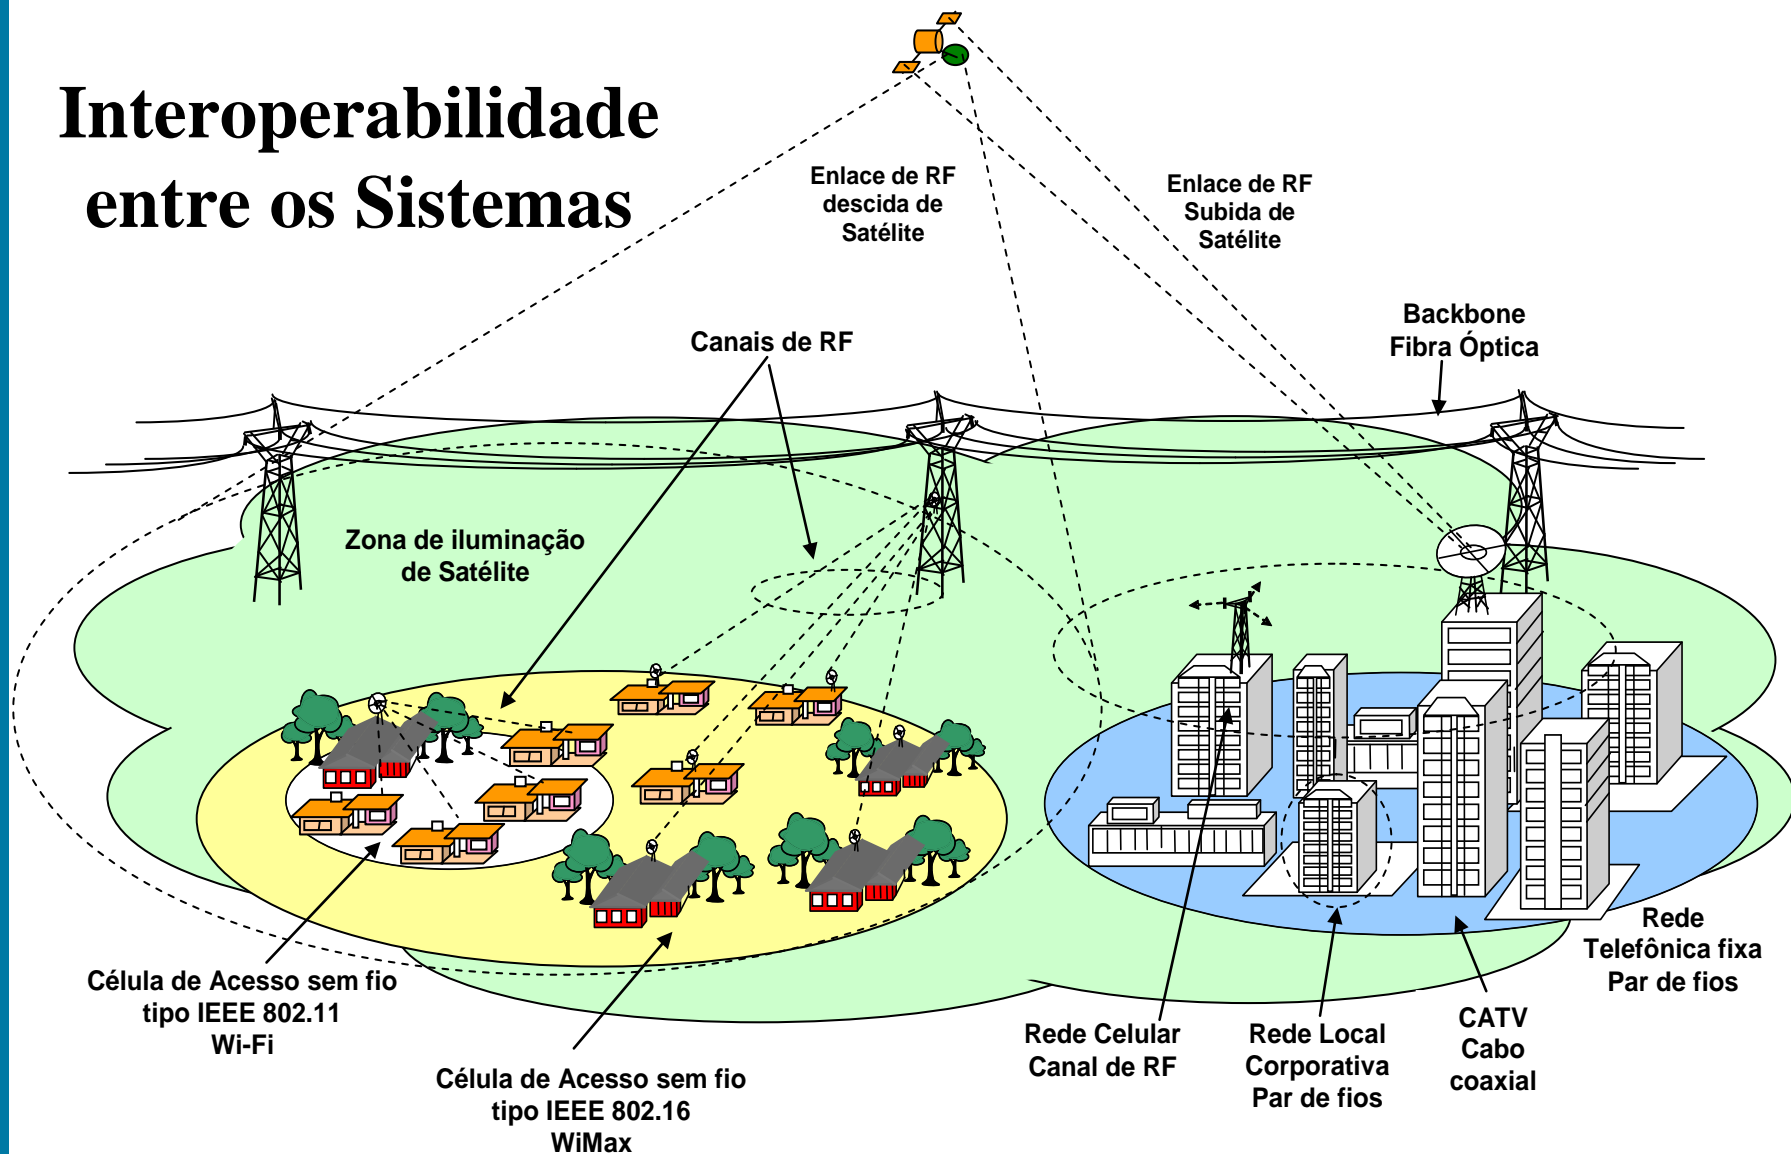 Interoperabilidade
entre os Sistemas
Enlace de RF
descida de
Satélite
Enlace de RF
Subida de
Satélite
Canais de RF
Backbone
Fibra Óptica
Zona de iluminação
de Satélite
Célula de Acesso sem fio
tipo IEEE 802.11
Wi-Fi
Célula de Acesso sem fio
tipo IEEE 802.16
WiMax
Rede Celular
Canal de RF
Rede Local
Corporativa
Par de fios
CATV
Cabo
coaxial
Rede
Telefônica fixa
Par de fios